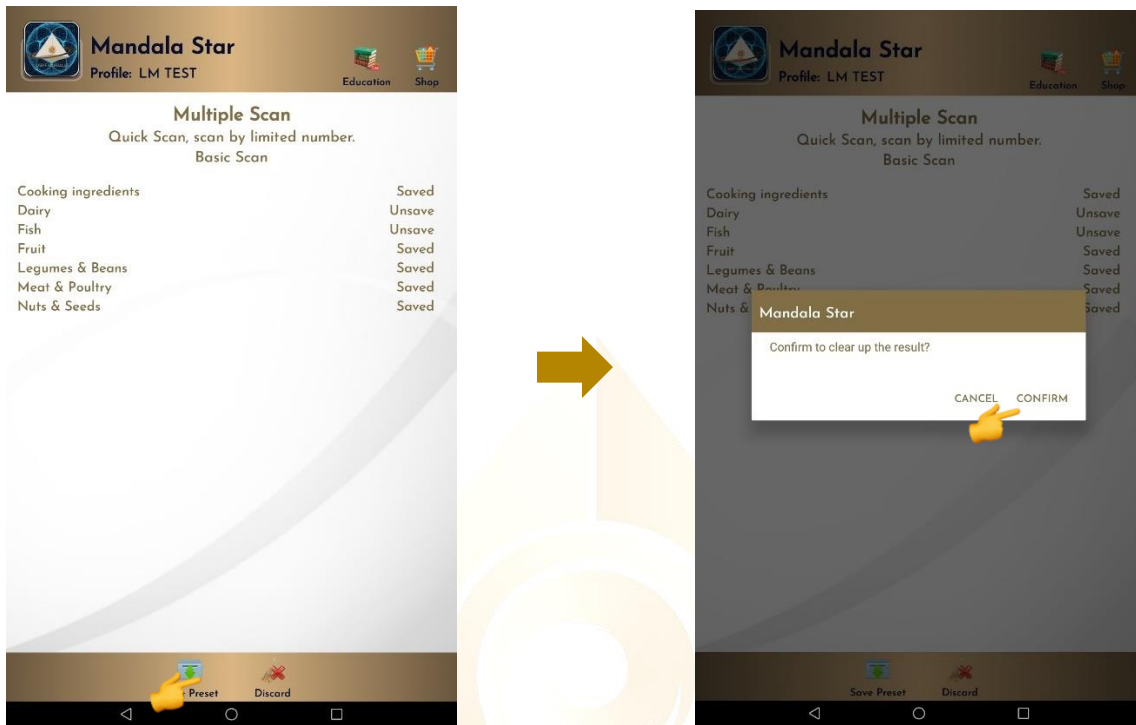 Mandala Star
Profile: LM TEST
Education
Shop
Multiple Scan
Quick Scan, scan by limited number.
Basic Scan
Cooking ingredients Saved
Dairy Unsave
Fish Unsave
Fruit Saved
Legumes & Beans Saved
Meat & Poultry Saved
Nuts & Seeds Saved
Preset
Discard
Mandala Star
Profile: LM TEST
Education
Shop
Multiple Scan
Quick Scan, scan by limited number.
Basic Scan
Cooking ingredients Saved
Dairy Unsave
Fish Unsave
Fruit Saved
Legumes & Beans Saved
Meat & Poultry Saved
Nuts & Saved
Mandala Star
Confirm to clear up the result?
CANCEL CONFIRM
Save Preset
Discard